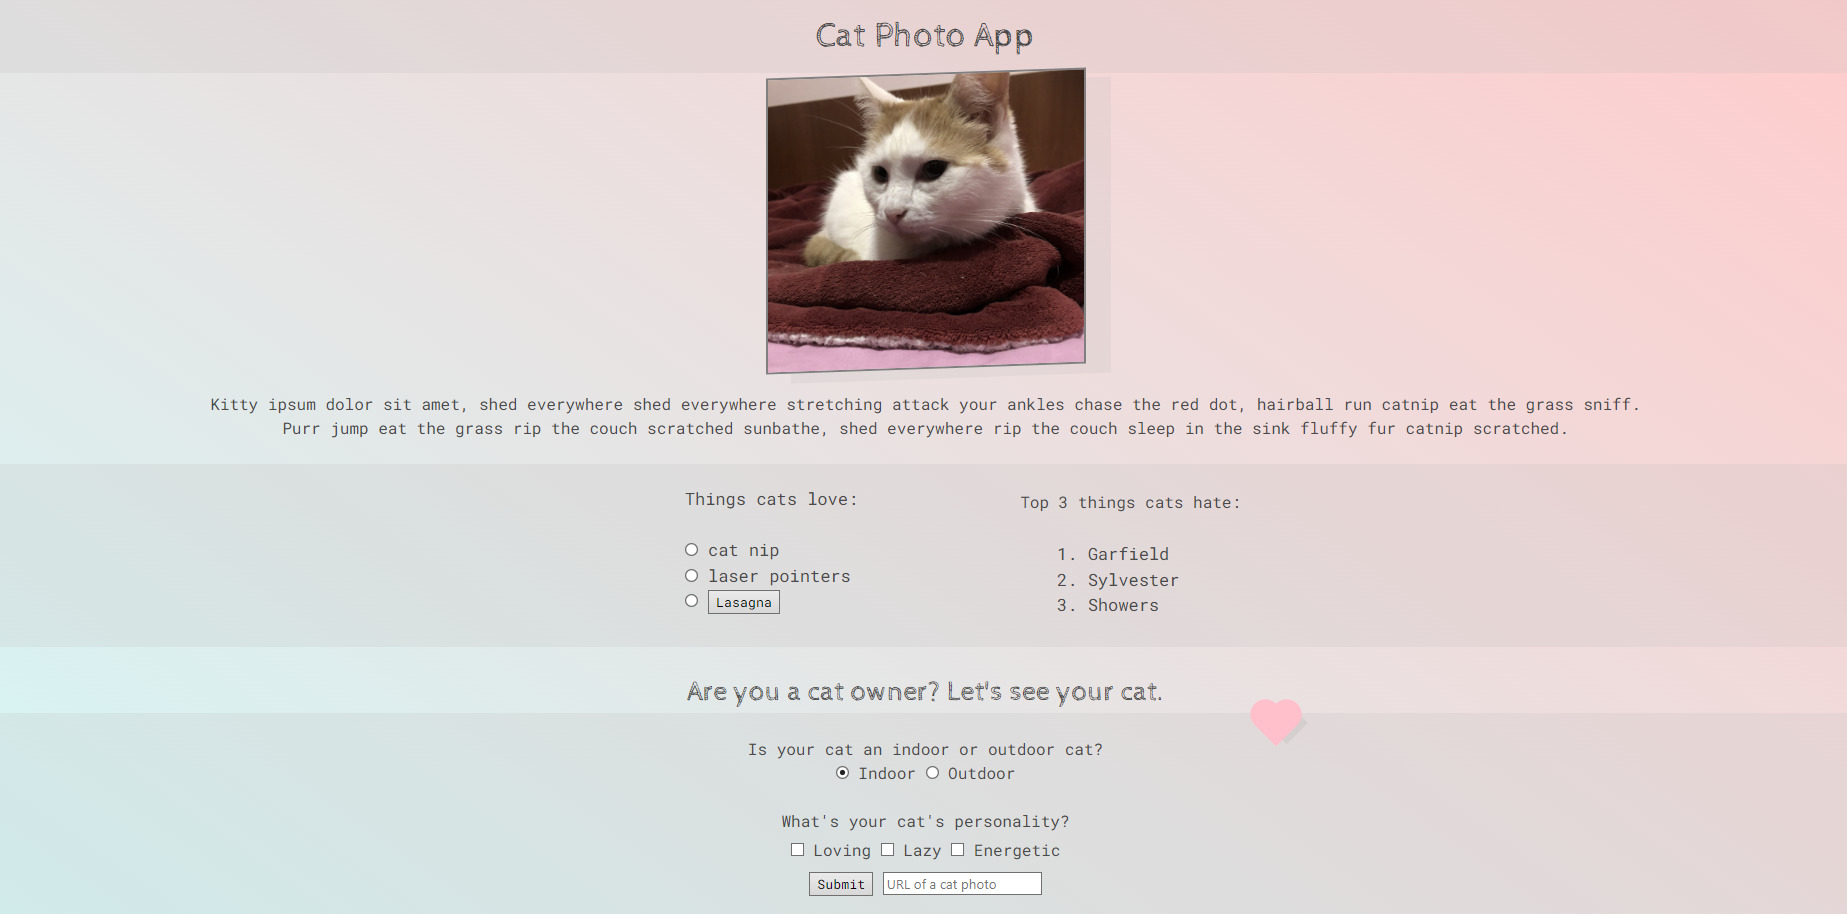 Cat Photo App
Kitty ipsum dolor sit amet, shed everywhere shed everywhere stretching attack your ankles chase the red dot, hairball run catnip eat the grass sniff.
Purr jump eat the grass rip the couch scratched sunbathe, shed everywhere rip the couch sleep in the sink fluffy fur catnip scratched.
Things cats love:
cat nip
laser pointers
Lasagna
Top 3 things cats hate:
1. Garfield
2. Sylvester
3. Showers
Are you a cat owner? Let's see your cat.
Is your cat an indoor or outdoor cat?
Indoor Outdoor
What's your cat's personality?
Loving Lazy Energetic
Submit URL of a cat photo